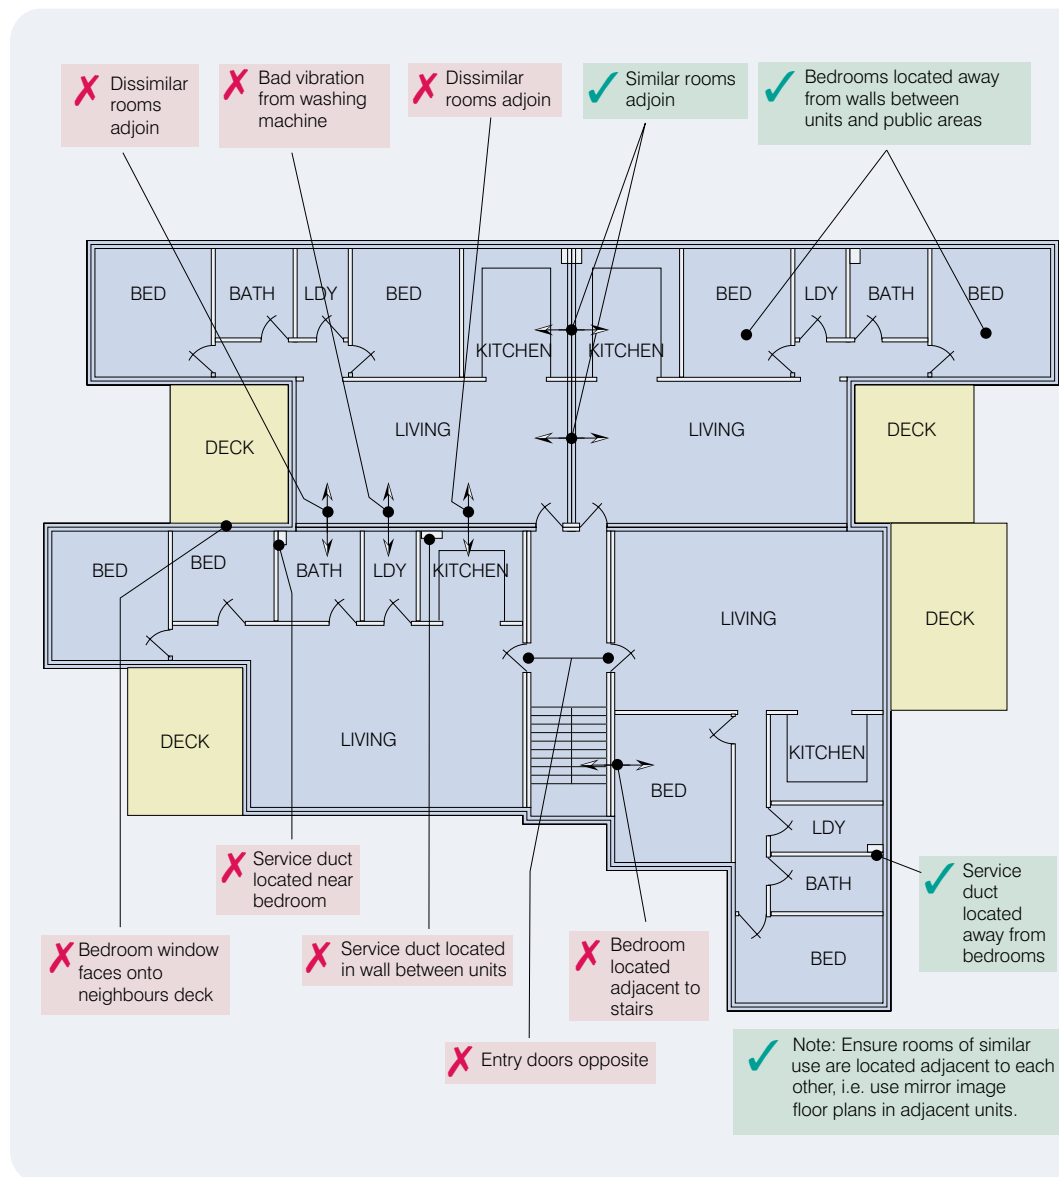 Dissimilar
rooms
adjoin
Bad vibration
from washing
machine
Dissimilar
rooms adjoin
Similar rooms
adjoin
Bedrooms located away
from walls between
units and public areas
BED
BATH
LDY
BED
KITCHEN
KITCHEN
BED
LDY
BATH
BED
DECK
LIVING
LIVING
DECK
BED
BED
BATH
LDY
KITCHEN
LIVING
DECK
DECK
LIVING
BED
KITCHEN
LDY
BATH
BED
Service duct
located near
bedroom
Service
duct
located
away from
bedrooms
Bedroom window
faces onto
neighbours deck
Service duct located
in wall between units
Bedroom
located
adjacent to
stairs
Entry doors opposite
Note: Ensure rooms of similar
use are located adjacent to each
other, i.e. use mirror image
floor plans in adjacent units.